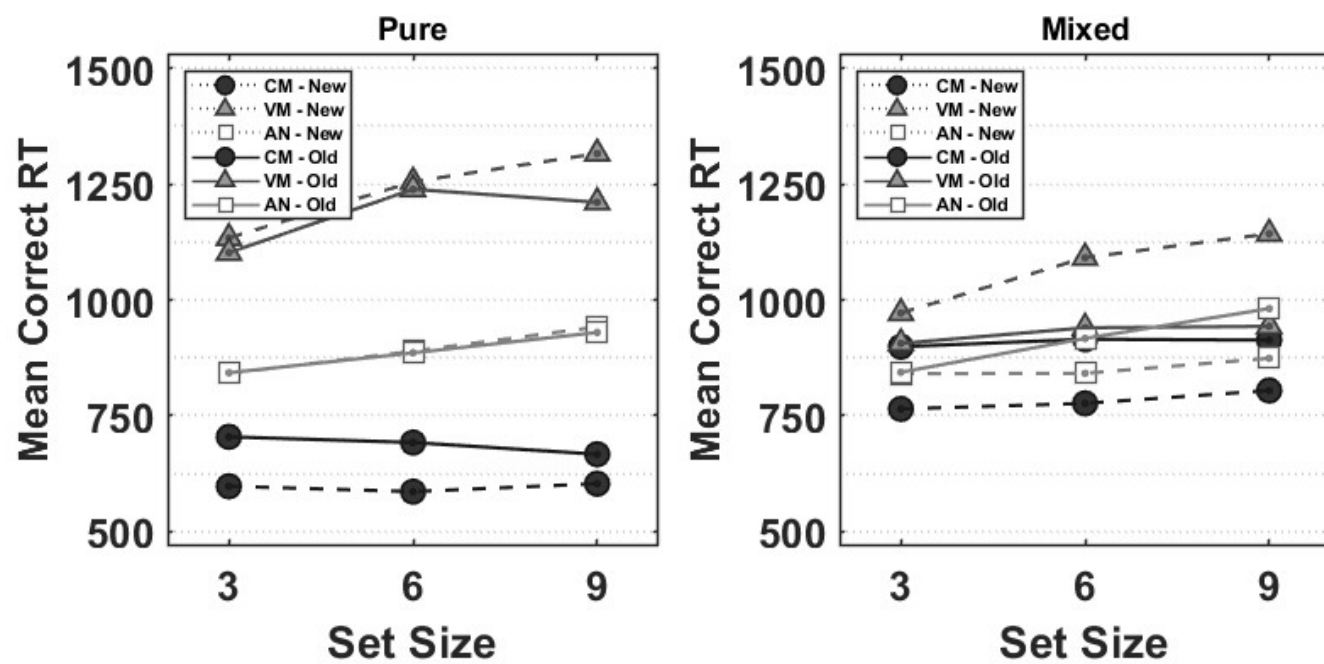 Pure
Mean Correct RT
1500
1250
1000
750
500
CM - New
VM - New
AN - New
CM - Old
VM - Old
AN - Old
3 6 9
Set Size
Mixed
Mean Correct RT
1500
1250
1000
750
500
CM - New
VM - New
AN - New
CM - Old
VM - Old
AN - Old
3 6 9
Set Size